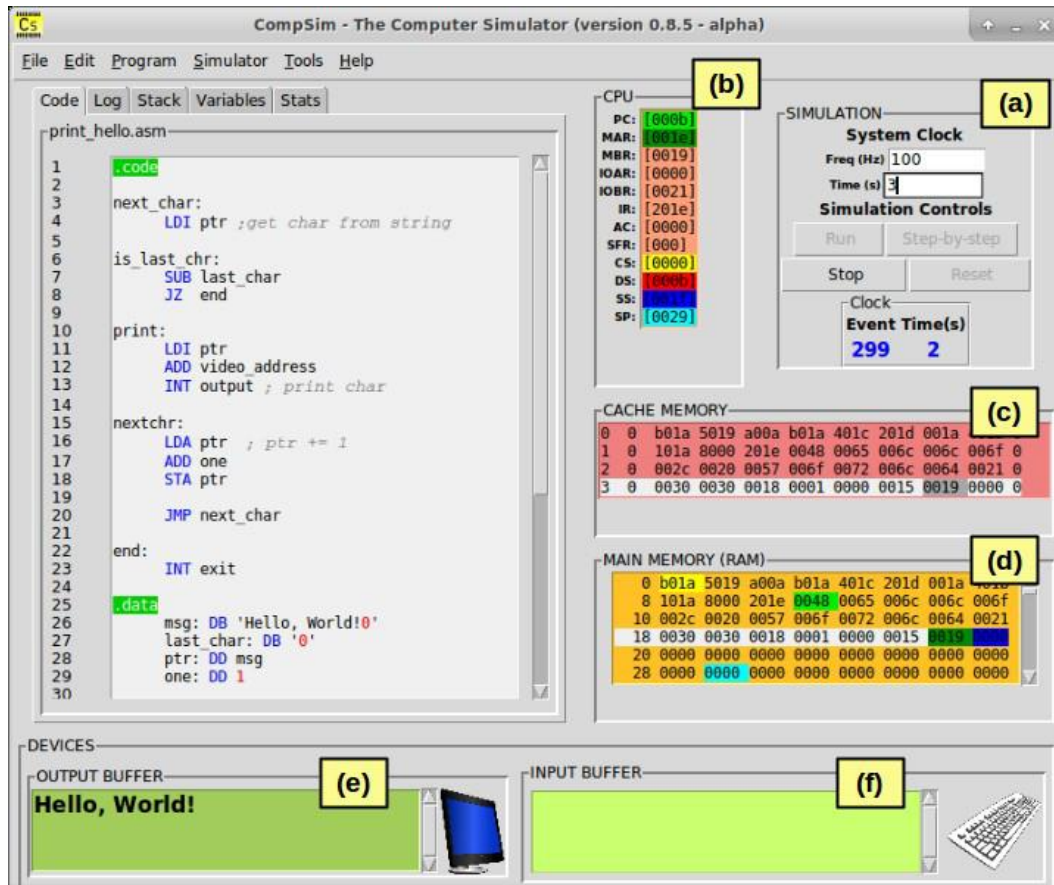 Cs CompSim - The Computer Simulator (version 0.8.5 - alpha)
File Edit Program Simulator Tools Help
Code Log Stack Variables Stats
print_hello.asm
1 .code
2
3 next_char:
4 LDI ptr ;get char from string
5
6 is_last_chr:
7 SUB last_char
8 JZ end
9
10 print:
11 LDI ptr
12 ADD video_address
13 INT output ; print char
14
15 nextchr:
16 LDA ptr ; ptr += 1
17 ADD one
18 STA ptr
19
20 JMP next_char
21
22 end:
23 INT exit
24
25 .data
26 msg: DB 'Hello, World!0'
27 last_char: DB '0'
28 ptr: DD msg
29 one: DD 1
30
CPU
(b)
PC: [000b]
MAR: [001e]
MBR: [0019]
IOAR: [0000]
IOBR: [0021]
IR: [201e]
AC: [0000]
SFR: [000]
CS: [0000]
DS: [000b]
SS: [001f]
SP: [0029]
SIMULATION
(a)
System Clock
Freq (Hz) 100
Time (s) 3
Simulation Controls
Run Step-by-step
Stop Reset
Clock
Event Time(s)
299 2
CACHE MEMORY
(c)
0 0 b01a 5019 a00a b01a 401c 201d 001a
1 0 101a 8000 201e 0048 0065 006c 006c 006f 0
2 0 002c 0020 0057 006f 0072 006c 0064 0021 0
3 0 0030 0030 0018 0001 0000 0015 0019 0000 0
MAIN MEMORY (RAM)
(d)
0 b01a 5019 a00a b01a 401c 201d 001a
8 101a 8000 201e 0048 0065 006c 006c 006f
10 002c 0020 0057 006f 0072 006c 0064 0021
18 0030 0030 0018 0001 0000 0015 0019 0000
20 0000 0000 0000 0000 0000 0000 0000 0000
28 0000 0000 0000 0000 0000 0000 0000 0000
DEVICES
OUTPUT BUFFER
(e)
Hello, World!
INPUT BUFFER
(f)